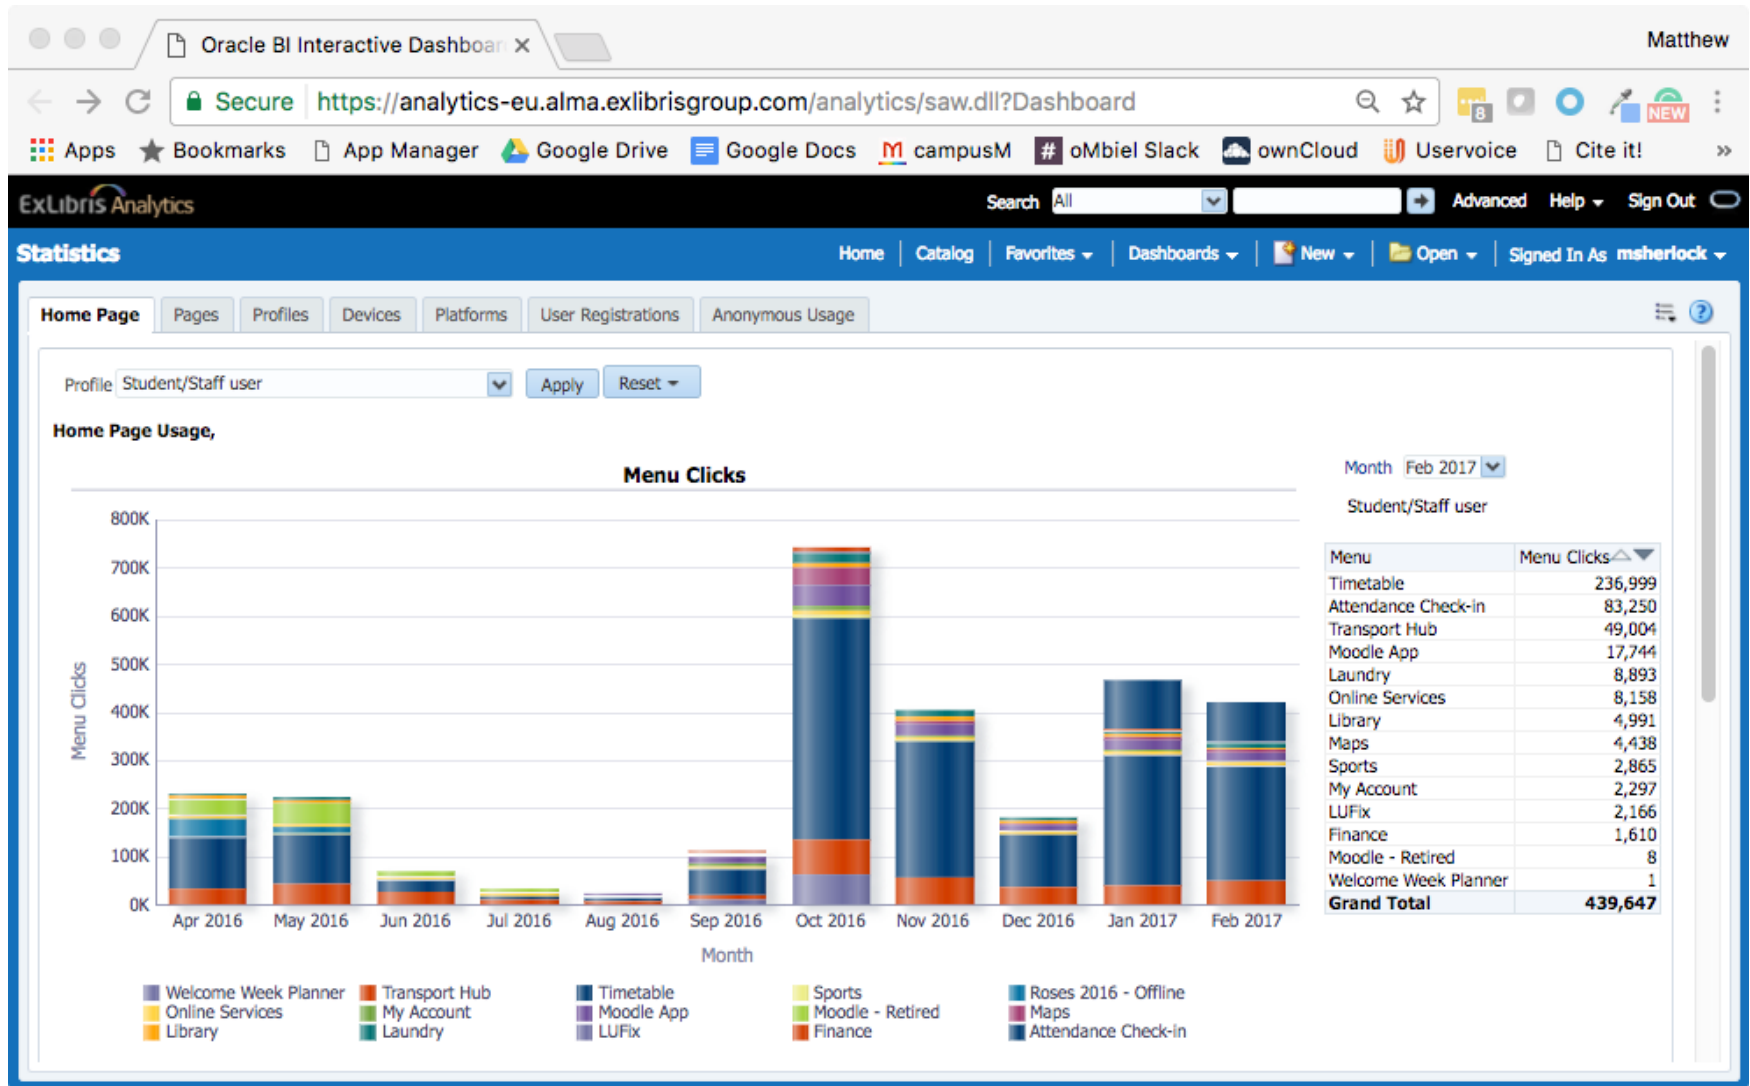 Oracle BI Interactive Dashboar
Matthew
Secure https://analytics-eu.alma.exlibrisgroup.com/analytics/saw.dll?Dashboard
8
NEW
Apps Bookmarks App Manager Google Drive Google Docs campusM oMbiel Slack ownCloud Uservoice Cite it! »
ExLibris Analytics
Search All Advanced Help Sign Out
Statistics
Home Catalog Favorites Dashboards New Open Signed In As msherlock
Home Page Pages Profiles Devices Platforms User Registrations Anonymous Usage
Profile Student/Staff user Apply Reset
Home Page Usage,
Menu Clicks
Menu Clicks
800K
700K
600K
500K
400K
300K
200K
100K
0K
Apr 2016 May 2016 Jun 2016 Jul 2016 Aug 2016 Sep 2016 Oct 2016 Nov 2016 Dec 2016 Jan 2017 Feb 2017
Month
Welcome Week Planner Transport Hub Timetable Sports Roses 2016 - Offline
Online Services My Account Moodle App Moodle - Retired Maps
Library Laundry LUFix Finance Attendance Check-in
Month Feb 2017
Student/Staff user
Menu Menu Clicks
Timetable 236,999
Attendance Check-in 83,250
Transport Hub 49,004
Moodle App 17,744
Laundry 8,893
Online Services 8,158
Library 4,991
Maps 4,438
Sports 2,865
My Account 2,297
LUFix 2,166
Finance 1,610
Moodle - Retired 8
Welcome Week Planner 1
Grand Total 439,647